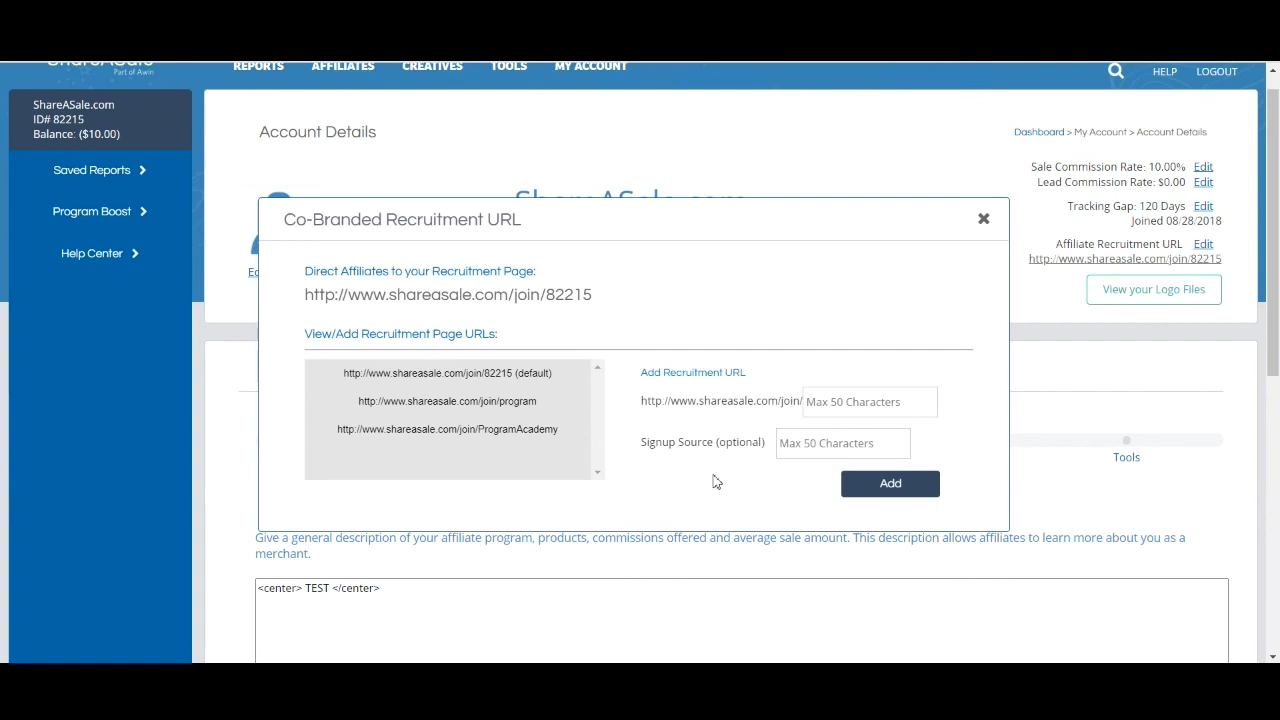 ShareASale
Part of Awin
REPORTS AFFILIATES CREATIVES TOOLS MY ACCOUNT
HELP LOGOUT
ShareASale.com
ID# 82215
Balance: ($10.00)
Saved Reports
Program Boost
Help Center
Account Details
Dashboard > My Account > Account Details
Sale Commission Rate: 10.00% Edit
Lead Commission Rate: $0.00 Edit
Tracking Gap: 120 Days Edit
Joined 08/28/2018
Affiliate Recruitment URL Edit
http://www.shareasale.com/join/82215
View your Logo Files
ShareASale.com
Co-Branded Recruitment URL
Direct Affiliates to your Recruitment Page:
http://www.shareasale.com/join/82215
View/Add Recruitment Page URLs:
http://www.shareasale.com/join/82215 (default)
http://www.shareasale.com/join/program
http://www.shareasale.com/join/ProgramAcademy
Add Recruitment URL
http://www.shareasale.com/join/ Max 50 Characters
Signup Source (optional) Max 50 Characters
Add
Tools
Give a general description of your affiliate program, products, commissions offered and average sale amount. This description allows affiliates to learn more about you as a
merchant.
<center> TEST </center>